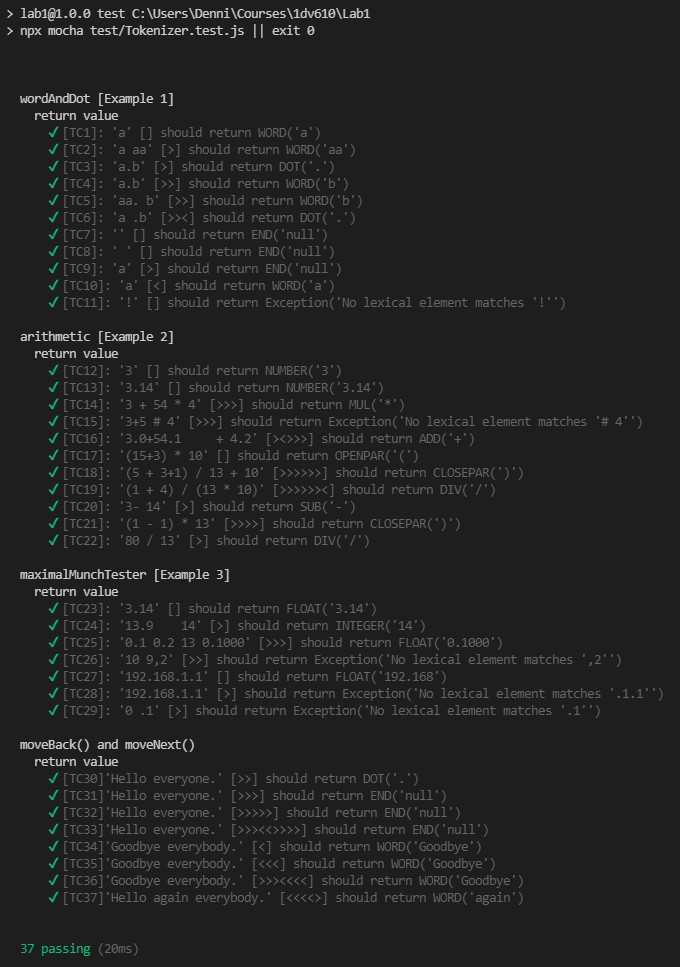 > lab1@1.0.0 test C:\Users\Denni\Courses\1dv610\Lab1
> npx mocha test/Tokenizer.test.js || exit 0
wordAndDot [Example 1]
return value
✓ [TC1]: 'a' [] should return WORD('a')
✓ [TC2]: 'a aa' [>] should return WORD('aa')
✓ [TC3]: 'a.b' [>] should return DOT('.')
✓ [TC4]: 'a.b' [>>] should return WORD('b')
✓ [TC5]: 'aa. b' [>>] should return WORD('b')
✓ [TC6]: 'a .b' [>><] should return DOT('.')
✓ [TC7]: '' [] should return END('null')
✓ [TC8]: ' ' [] should return END('null')
✓ [TC9]: 'a' [>] should return END('null')
✓ [TC10]: 'a' [<] should return WORD('a')
✓ [TC11]: '!' [] should return Exception('No lexical element matches '!'')
arithmetic [Example 2]
return value
✓ [TC12]: '3' [] should return NUMBER('3')
✓ [TC13]: '3.14' [] should return NUMBER('3.14')
✓ [TC14]: '3 + 54 * 4' [>>>] should return MUL('*')
✓ [TC15]: '3+5 # 4' [>>>] should return Exception('No lexical element matches '# 4'')
✓ [TC16]: '3.0+54.1     + 4.2' [><>>>] should return ADD('+')
✓ [TC17]: '(15+3) * 10' [] should return OPENPAR('(')
✓ [TC18]: '(5 + 3+1) / 13 + 10' [>>>>>>] should return CLOSEPAR(')')
✓ [TC19]: '(1 + 4) / (13 * 10)' [>>>>>><] should return DIV('/')
✓ [TC20]: '3- 14' [>] should return SUB('-')
✓ [TC21]: '(1 - 1) * 13' [>>>>] should return CLOSEPAR(')')
✓ [TC22]: '80 / 13' [>] should return DIV('/')
maximalMunchTester [Example 3]
return value
✓ [TC23]: '3.14' [] should return FLOAT('3.14')
✓ [TC24]: '13.9    14' [>] should return INTEGER('14')
✓ [TC25]: '0.1 0.2 13 0.1000' [>>>] should return FLOAT('0.1000')
✓ [TC26]: '10 9,2' [>>] should return Exception('No lexical element matches ',2'')
✓ [TC27]: '192.168.1.1' [] should return FLOAT('192.168')
✓ [TC28]: '192.168.1.1' [>] should return Exception('No lexical element matches '.1.1'')
✓ [TC29]: '0 .1' [>] should return Exception('No lexical element matches '.1'')
moveBack() and moveNext()
return value
✓ [TC30]'Hello everyone.' [>>] should return DOT('.')
✓ [TC31]'Hello everyone.' [>>>] should return END('null')
✓ [TC32]'Hello everyone.' [>>>>>] should return END('null')
✓ [TC33]'Hello everyone.' [>>><<>>>>] should return END('null')
✓ [TC34]'Goodbye everybody.' [<] should return WORD('Goodbye')
✓ [TC35]'Goodbye everybody.' [<<<] should return WORD('Goodbye')
✓ [TC36]'Goodbye everybody.' [>>><<<<] should return WORD('Goodbye')
✓ [TC37]'Hello again everybody.' [<<<<>] should return WORD('again')
37 passing (20ms)